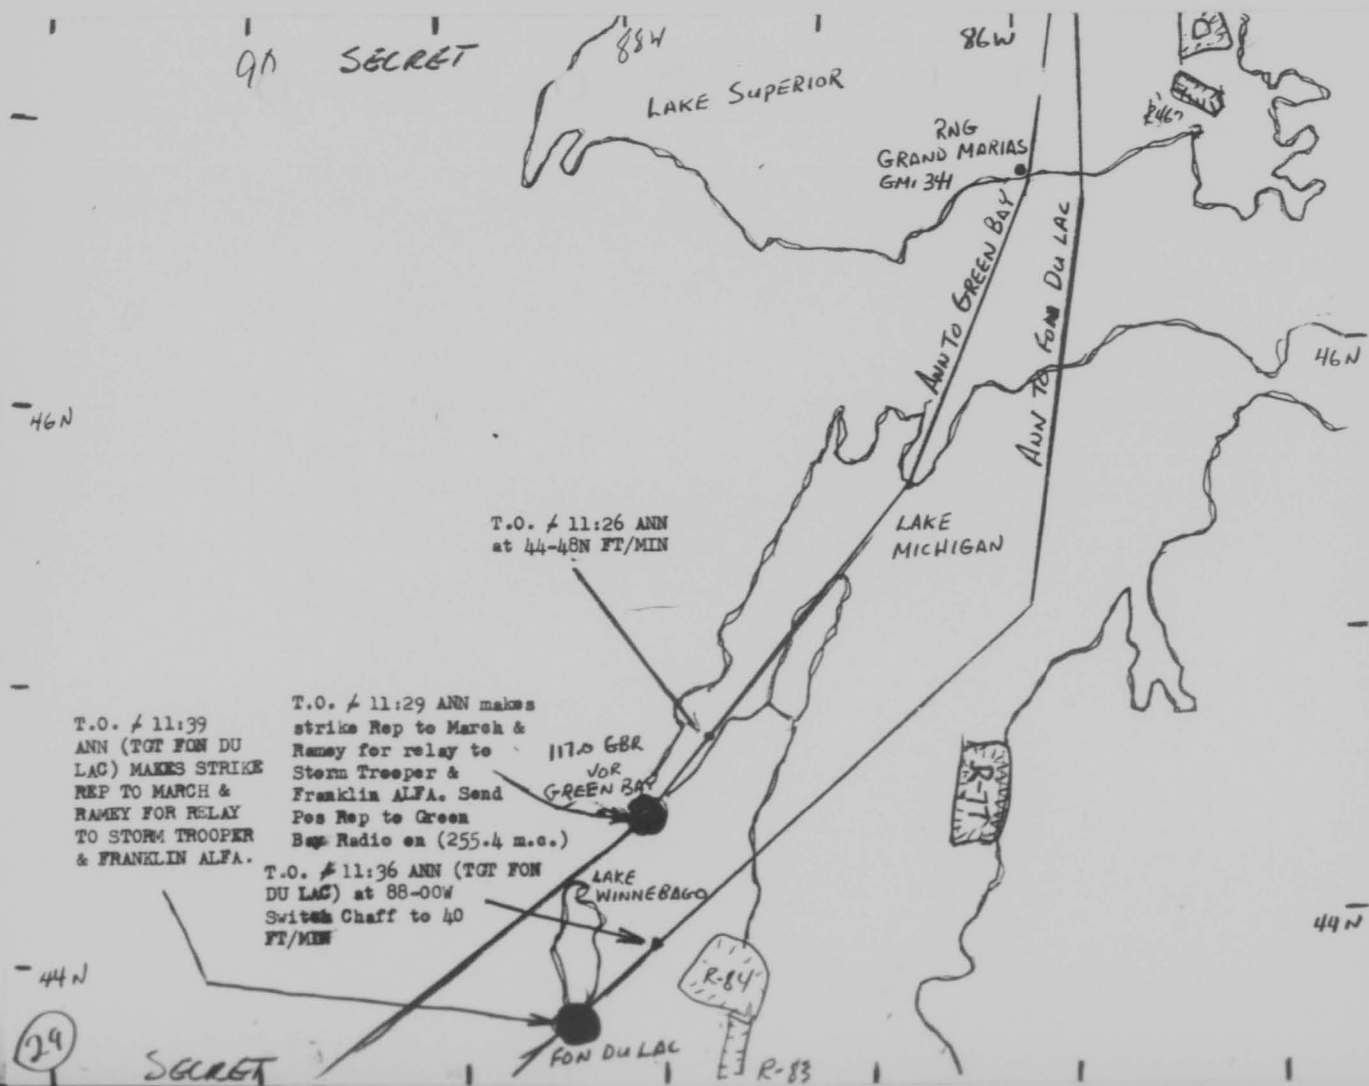 SECRET
88W
86W
D
LAKE SUPERIOR
RNG
GRAND MARIAS
GMI 341
ANN TO GREEN BAY
ANN TO FOND DU LAC
46N
46N
LAKE
MICHIGAN
T.O. + 11:26 ANN
at 44-48N FT/MIN
T.O. + 11:39
ANN (TGT FON DU
LAC) MAKES STRIKE
REP TO MARCH &
RAMEY FOR RELAY
TO STORM TROOPER
& FRANKLIN ALFA.
T.O. + 11:29 ANN makes
strike Rep to March &
Ramey for relay to
Storm Trooper &
Franklin ALFA. Send
Pos Rep to Green
Bay Radio on (255.4 m.c.)
117.0 GBR
VOR
GREEN BAY
T.O. + 11:36 ANN (TGT FON
DU LAC) at 88-00W
Switch Chaff to 40
FT/MIN
LAKE
WINNEBAGO
R-77
44N
44N
R-84
R-83
FON DU LAC
29
SECRET